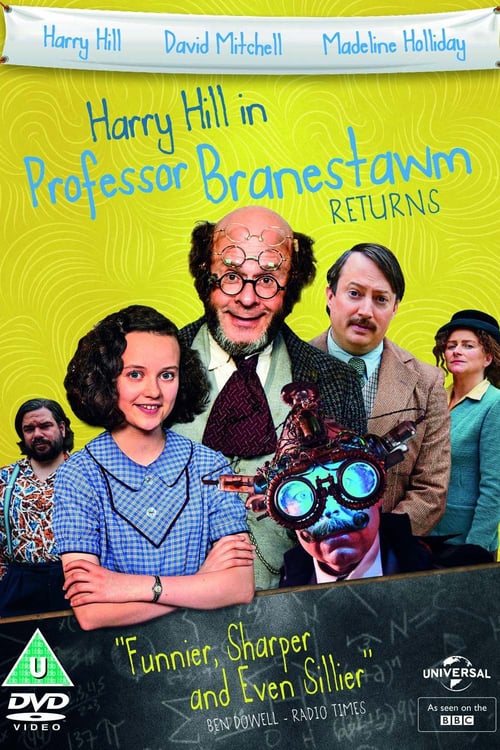 Harry Hill David Mitchell Madeline Holliday
Harry Hill in
Professor Branestawm
RETURNS
"Funnier, Sharper
and Even Sillier"
BEN DOWELL - RADIO TIMES
U
DVD
VIDEO
UNIVERSAL
As seen on
BBC